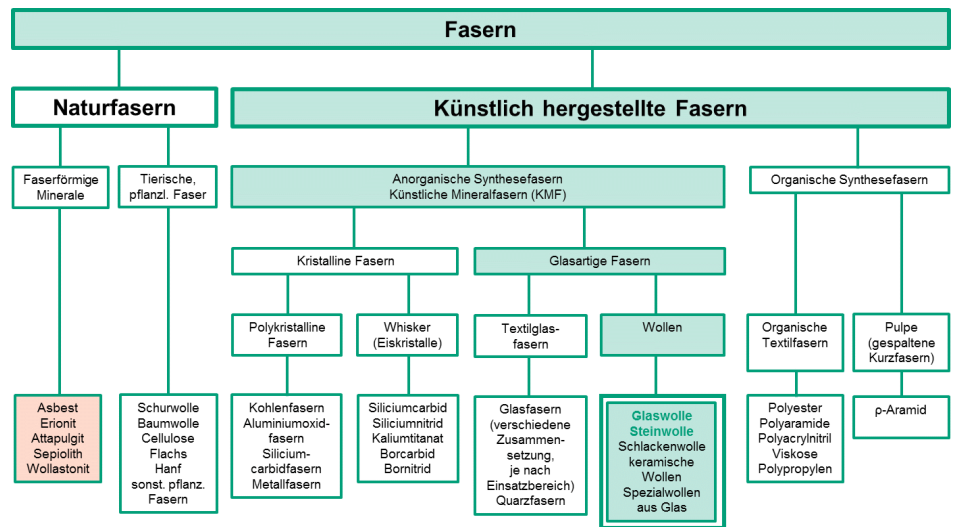 Fasern
Naturfasern
Künstlich hergestellte Fasern
Faserförmige
Minerale
Tierische,
pflanzl. Faser
Anorganische Synthesefasern
Künstliche Mineralfasern (KMF)
Organische Synthesefasern
Kristalline Fasern
Glasartige Fasern
Polykristalline
Fasern
Whisker
(Eiskristalle)
Textilglas-
fasern
Wollen
Organische
Textilfasern
Pulpe
(gespaltene
Kurzfasern)
Asbest
Erionit
Attapulgit
Sepiolith
Wollastonit
Schurwolle
Baumwolle
Cellulose
Flachs
Hanf
sonst. pflanz.
Fasern
Kohlenfasern
Aluminiumoxid-
fasern
Silicium-
carbidfasern
Metallfasern
Siliciumcarbid
Siliciumnitrid
Kaliumtitanat
Borcarbid
Bornitrid
Glasfasern
(verschiedene
Zusammen-
setzung,
je nach
Einsatzbereich)
Quarzfasern
Glaswolle
Steinwolle
Schlackenwolle
keramische
Wollen
Spezialwollen
aus Glas
Polyester
Polyaramide
Polyacrylnitril
Viskose
Polypropylen
ρ-Aramid